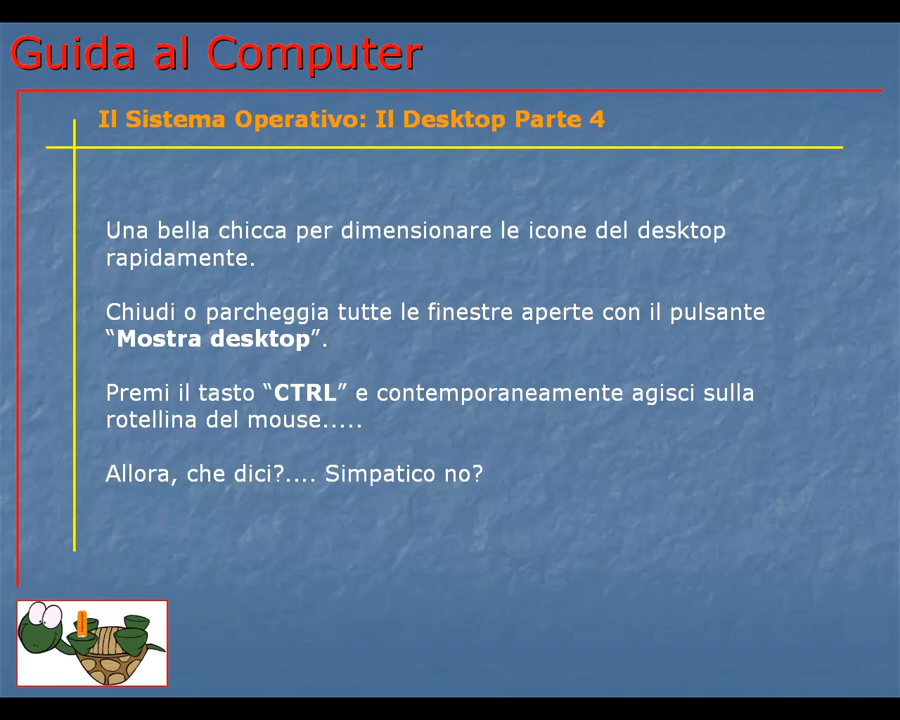 Guida al Computer
Il Sistema Operativo: Il Desktop Parte 4
Una bella chicca per dimensionare le icone del desktop
rapidamente.
Chiudi o parcheggia tutte le finestre aperte con il pulsante
“Mostra desktop”.
Premi il tasto “CTRL” e contemporaneamente agisci sulla
rotellina del mouse.....
Allora, che dici?.... Simpatico no?